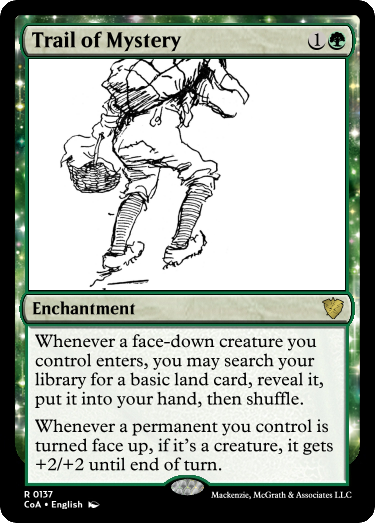 Trail of Mystery 1
Enchantment
Whenever a face-down creature you
control enters, you may search your
library for a basic land card, reveal it,
put it into your hand, then shuffle.
Whenever a permanent you control is
turned face up, if it's a creature, it gets
+2/+2 until end of turn.
R 0137
CoA • English
Mackenzie, McGrath & Associates LLC